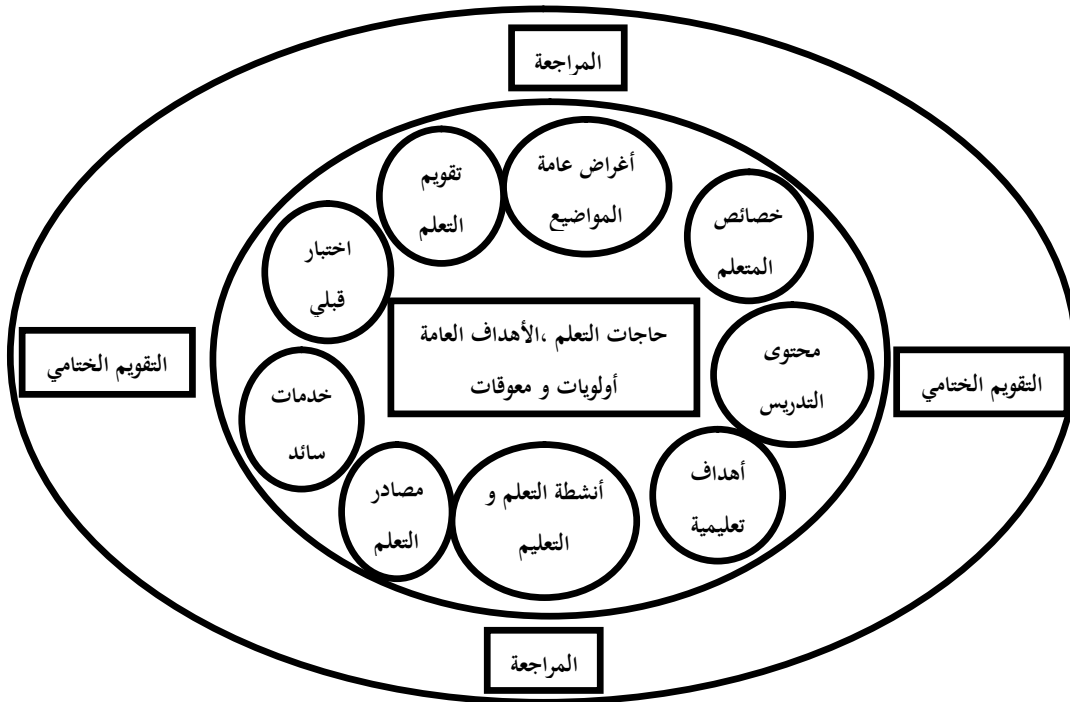 المراجعة
أغراض عامة
المواضيع
تقويم
التعلم
خصائص
المتعلم
اختبار
قبلي
حاجات التعلم ،الأهداف العامة
أولويات و معوقات
محتوى
التدريس
التقويم الختامي
التقويم الختامي
خدمات
سائد
أهداف
تعليمية
أنشطة التعلم و
التعليم
مصادر
التعلم
المراجعة